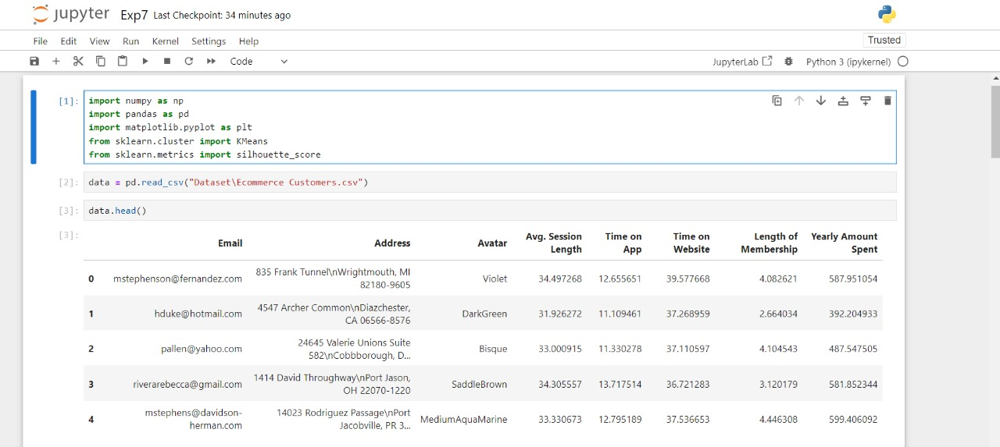 jupyter Exp7 Last Checkpoint: 34 minutes ago
File Edit View Run Kernel Settings Help Trusted
Code JupyterLab Python 3 (ipykernel)
[1]: import numpy as np
import pandas as pd
import matplotlib.pyplot as plt
from sklearn.cluster import KMeans
from sklearn.metrics import silhouette_score
[2]: data = pd.read_csv("Dataset\Ecommerce Customers.csv")
[3]: data.head()
[3]:
Email Address Avatar Avg. Session Length Time on App Time on Website Length of Membership Yearly Amount Spent
0 mstephenson@fernandez.com 835 Frank Tunnel\nWrightmouth, MI 82180-9605 Violet 34.497268 12.655651 39.577668 4.082621 587.951054
1 hduke@hotmail.com 4547 Archer Common\nDiazchester, CA 06566-8576 DarkGreen 31.926272 11.109461 37.268959 2.664034 392.204933
2 pallen@yahoo.com 24645 Valerie Unions Suite 582\nCobbborough, D... Bisque 33.000915 11.330278 37.110597 4.104543 487.547505
3 riverarebecca@gmail.com 1414 David Throughway\nPort Jason, OH 22070-1220 SaddleBrown 34.305557 13.717514 36.721283 3.120179 581.852344
4 mstephens@davidson-herman.com 14023 Rodriguez Passage\nPort Jacobville, PR 3... MediumAquaMarine 33.330673 12.795189 37.536653 4.446308 599.406092